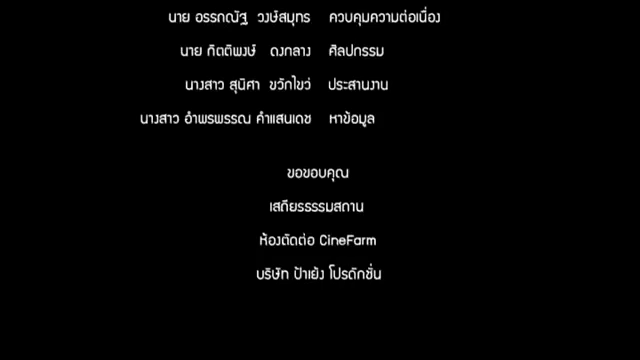 นาย อรรถณัฐ วงษ์สมุทร ควบคุมความต่อเนื่อง
นาย กิตติพงษ์ ดงกลาง ศิลปกรรม
นางสาว สุนิศา ขวักไขว่ ประสานงาน
นางสาว อำพรพรรณ คำแสนเดช หาข้อมูล
ขอขอบคุณ
เสถียรธรรมสถาน
ห้องตัดต่อ CineFarm
บริษัท ป้าเย้ง โปรดักชั่น